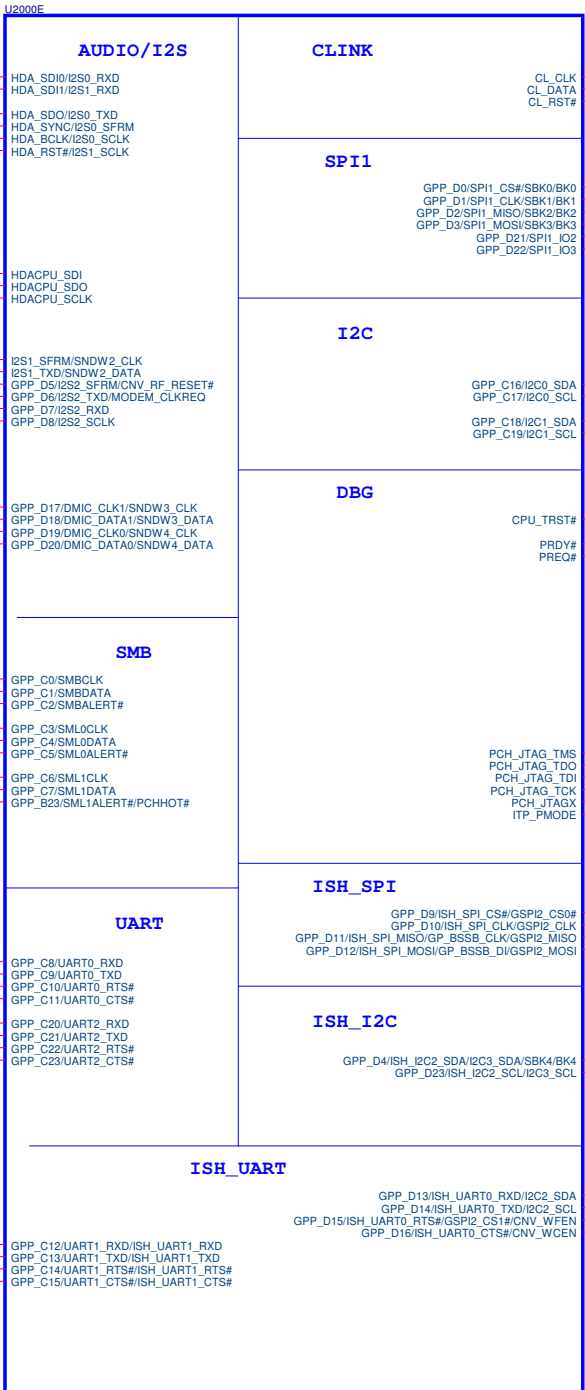 U2000E
AUDIO/I2S
HDA_SDI0/I2S0_RXD
HDA_SDI1/I2S1_RXD
HDA_SDO/I2S0_TXD
HDA_SYNC/I2S0_SFRM
HDA_BCLK/I2S0_SCLK
HDA_RST#/I2S1_SCLK
HDACPU_SDI
HDACPU_SDO
HDACPU_SCLK
I2S1_SFRM/SNDW2_CLK
I2S1_TXD/SNDW2_DATA
GPP_D5/I2S2_SFRM/CNV_RF_RESET#
GPP_D6/I2S2_TXD/MODEM_CLKREQ
GPP_D7/I2S2_RXD
GPP_D8/I2S2_SCLK
GPP_D17/DMIC_CLK1/SNDW3_CLK
GPP_D18/DMIC_DATA1/SNDW3_DATA
GPP_D19/DMIC_CLK0/SNDW4_CLK
GPP_D20/DMIC_DATA0/SNDW4_DATA
SMB
GPP_C0/SMBCLK
GPP_C1/SMBDATA
GPP_C2/SMBALERT#
GPP_C3/SML0CLK
GPP_C4/SML0DATA
GPP_C5/SML0ALERT#
GPP_C6/SML1CLK
GPP_C7/SML1DATA
GPP_B23/SML1ALERT#/PCHHOT#
UART
GPP_C8/UART0_RXD
GPP_C9/UART0_TXD
GPP_C10/UART0_RTS#
GPP_C11/UART0_CTS#
GPP_C20/UART2_RXD
GPP_C21/UART2_TXD
GPP_C22/UART2_RTS#
GPP_C23/UART2_CTS#
CLINK
CL_CLK
CL_DATA
CL_RST#
SPI1
GPP_D0/SPI1_CS#/SBK0/BK0
GPP_D1/SPI1_CLK/SBK1/BK1
GPP_D2/SPI1_MISO/SBK2/BK2
GPP_D3/SPI1_MOSI/SBK3/BK3
GPP_D21/SPI1_IO2
GPP_D22/SPI1_IO3
I2C
GPP_C16/I2C0_SDA
GPP_C17/I2C0_SCL
GPP_C18/I2C1_SDA
GPP_C19/I2C1_SCL
DBG
CPU_TRST#
PRDY#
PREQ#
PCH_JTAG_TMS
PCH_JTAG_TDO
PCH_JTAG_TDI
PCH_JTAG_TCK
PCH_JTAGX
ITP_PMODE
ISH_SPI
GPP_D9/ISH_SPI_CS#/GSPI2_CS0#
GPP_D10/ISH_SPI_CLK/GSPI2_CLK
GPP_D11/ISH_SPI_MISO/GP_BSSB_CLK/GSPI2_MISO
GPP_D12/ISH_SPI_MOSI/GP_BSSB_DI/GSPI2_MOSI
ISH_I2C
GPP_D4/ISH_I2C2_SDA/I2C3_SDA/SBK4/BK4
GPP_D23/ISH_I2C2_SCL/I2C3_SCL
ISH_UART
GPP_D13/ISH_UART0_RXD/I2C2_SDA
GPP_D14/ISH_UART0_TXD/I2C2_SCL
GPP_D15/ISH_UART0_RTS#/GSPI2_CS1#/CNV_WFEN
GPP_D16/ISH_UART0_CTS#/CNV_WCEN
GPP_C12/UART1_RXD/ISH_UART1_RXD
GPP_C13/UART1_TXD/ISH_UART1_TXD
GPP_C14/UART1_RTS#/ISH_UART1_RTS#
GPP_C15/UART1_CTS#/ISH_UART1_CTS#